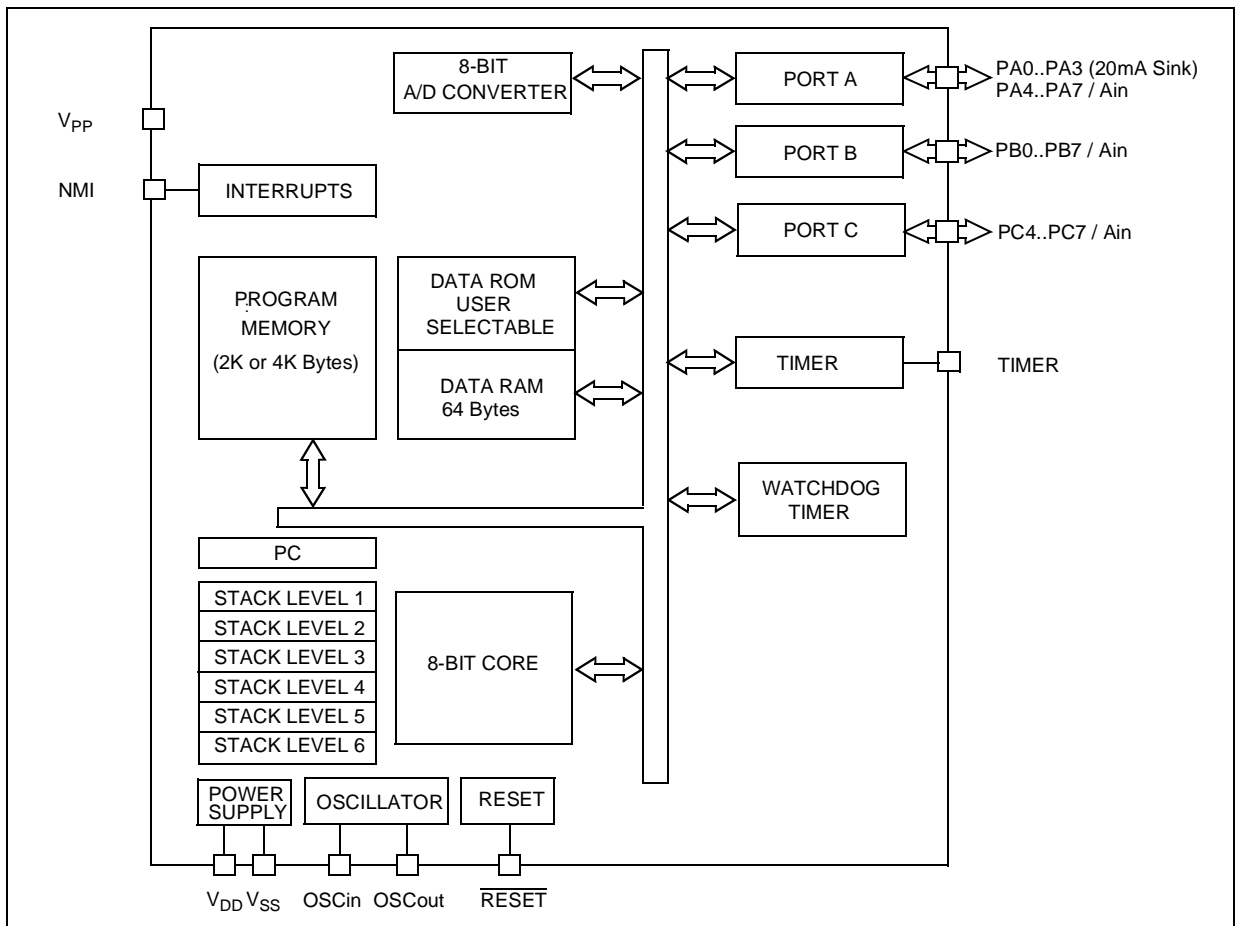 8-BIT
A/D CONVERTER
PORT A
PA0..PA3 (20mA Sink)
PA4..PA7 / Ain
VPP
PORT B
PB0..PB7 / Ain
NMI
INTERRUPTS
PORT C
PC4..PC7 / Ain
PROGRAM
MEMORY
(2K or 4K Bytes)
DATA ROM
USER
SELECTABLE
DATA RAM
64 Bytes
TIMER
TIMER
WATCHDOG
TIMER
PC
STACK LEVEL 1
STACK LEVEL 2
STACK LEVEL 3
STACK LEVEL 4
STACK LEVEL 5
STACK LEVEL 6
8-BIT CORE
POWER
SUPPLY
OSCILLATOR
RESET
VDD VSS OSCin OSCout RESET